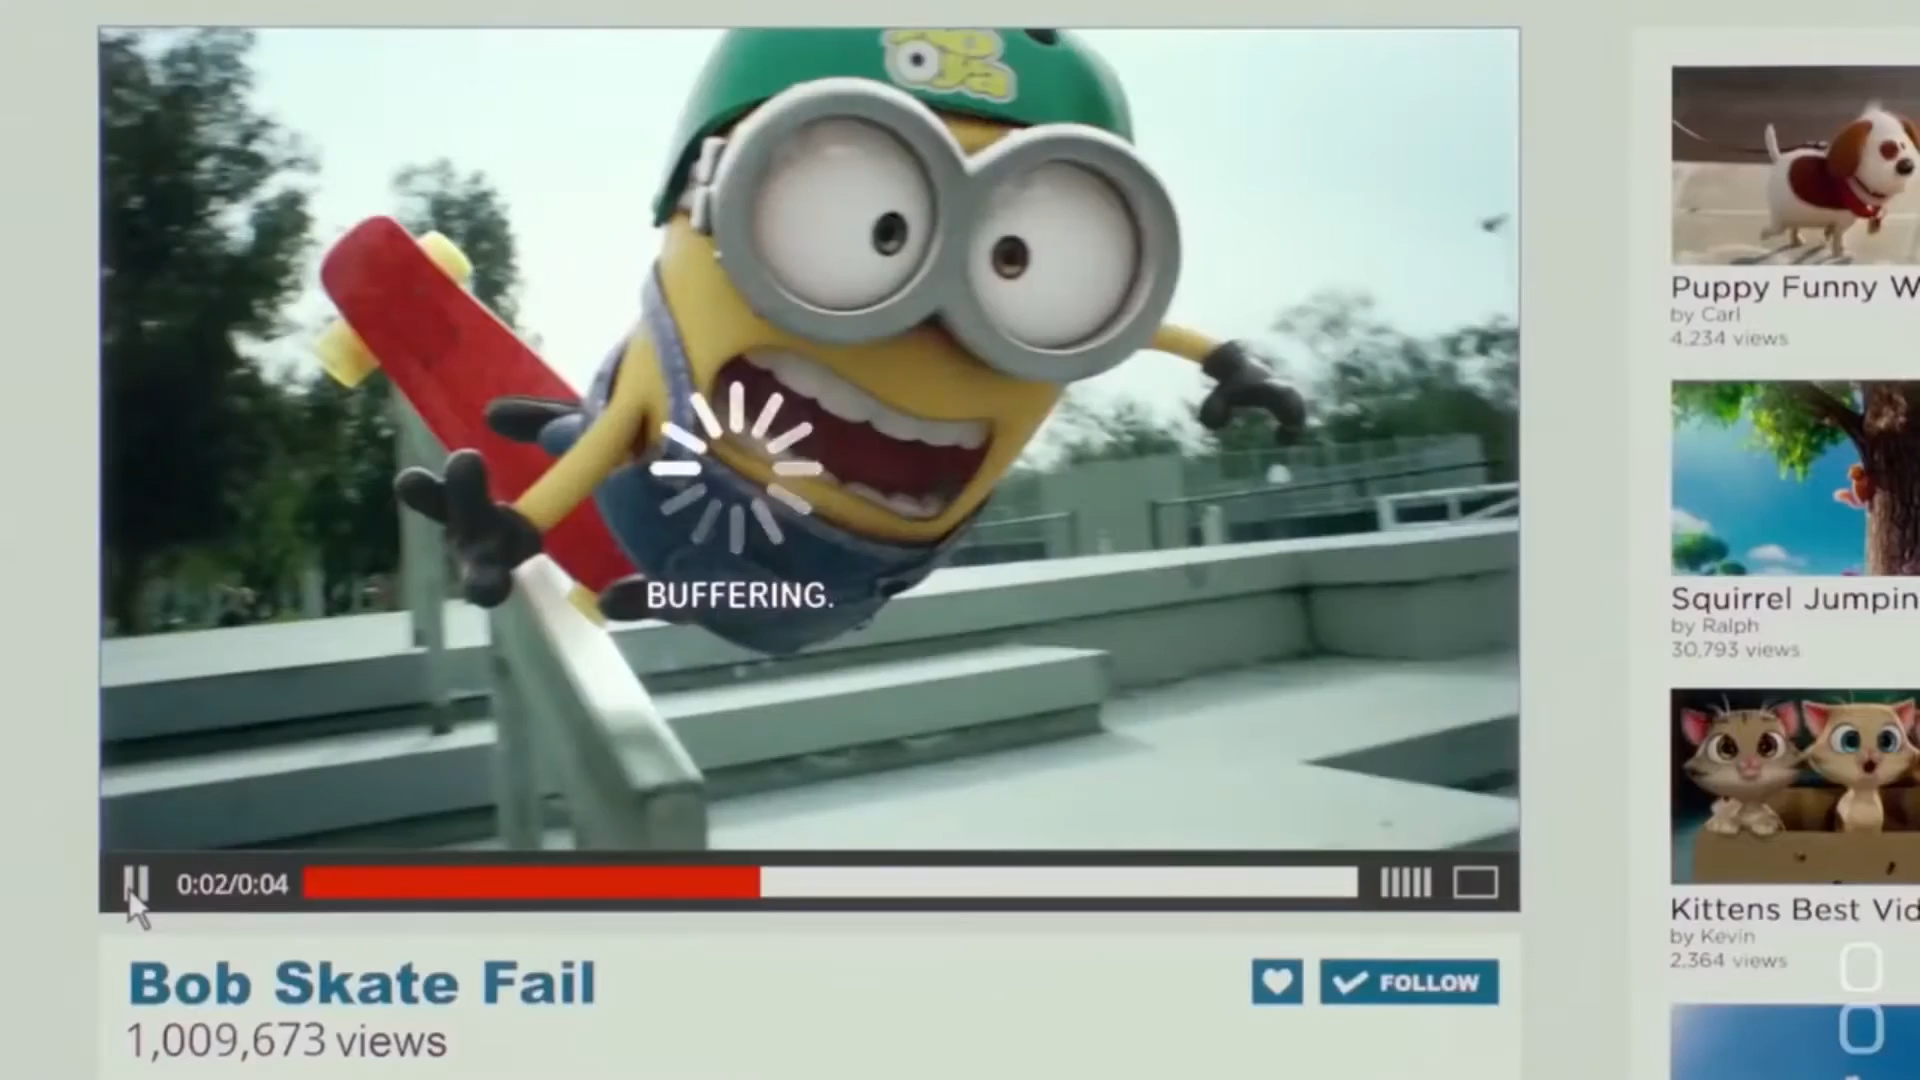 BUFFERING.
0:02/0:04
Bob Skate Fail
1,009,673 views
FOLLOW
Puppy Funny W
by Carl
4,234 views
Squirrel Jumpin
by Ralph
30,793 views
Kittens Best Vid
by Kevin
2,364 views